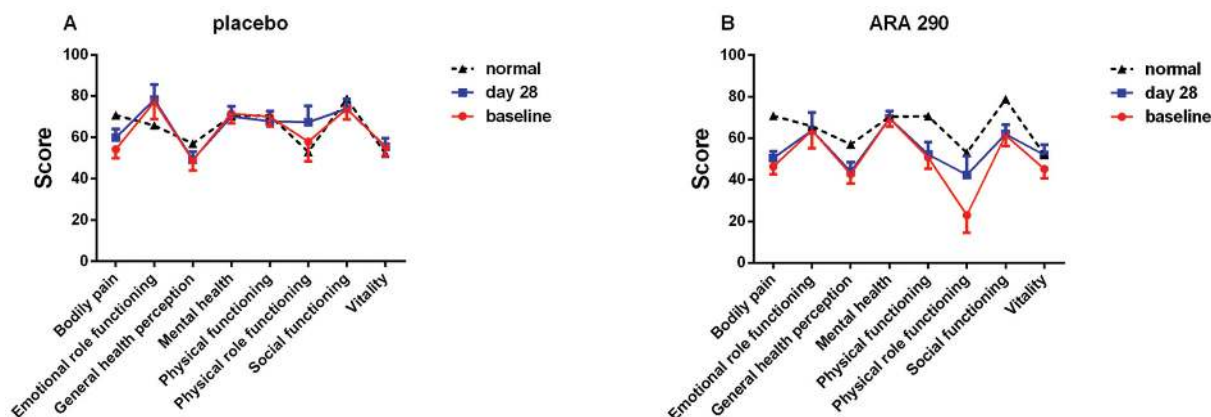 A placebo
100
80
60
40
20
0
Score
normal
day 28
baseline
Bodily pain
Emotional role functioning
General health perception
Mental health
Physical functioning
Physical role functioning
Social functioning
Vitality
B ARA 290
100
80
60
40
20
0
Score
normal
day 28
baseline
Bodily pain
Emotional role functioning
General health perception
Mental health
Physical functioning
Physical role functioning
Social functioning
Vitality